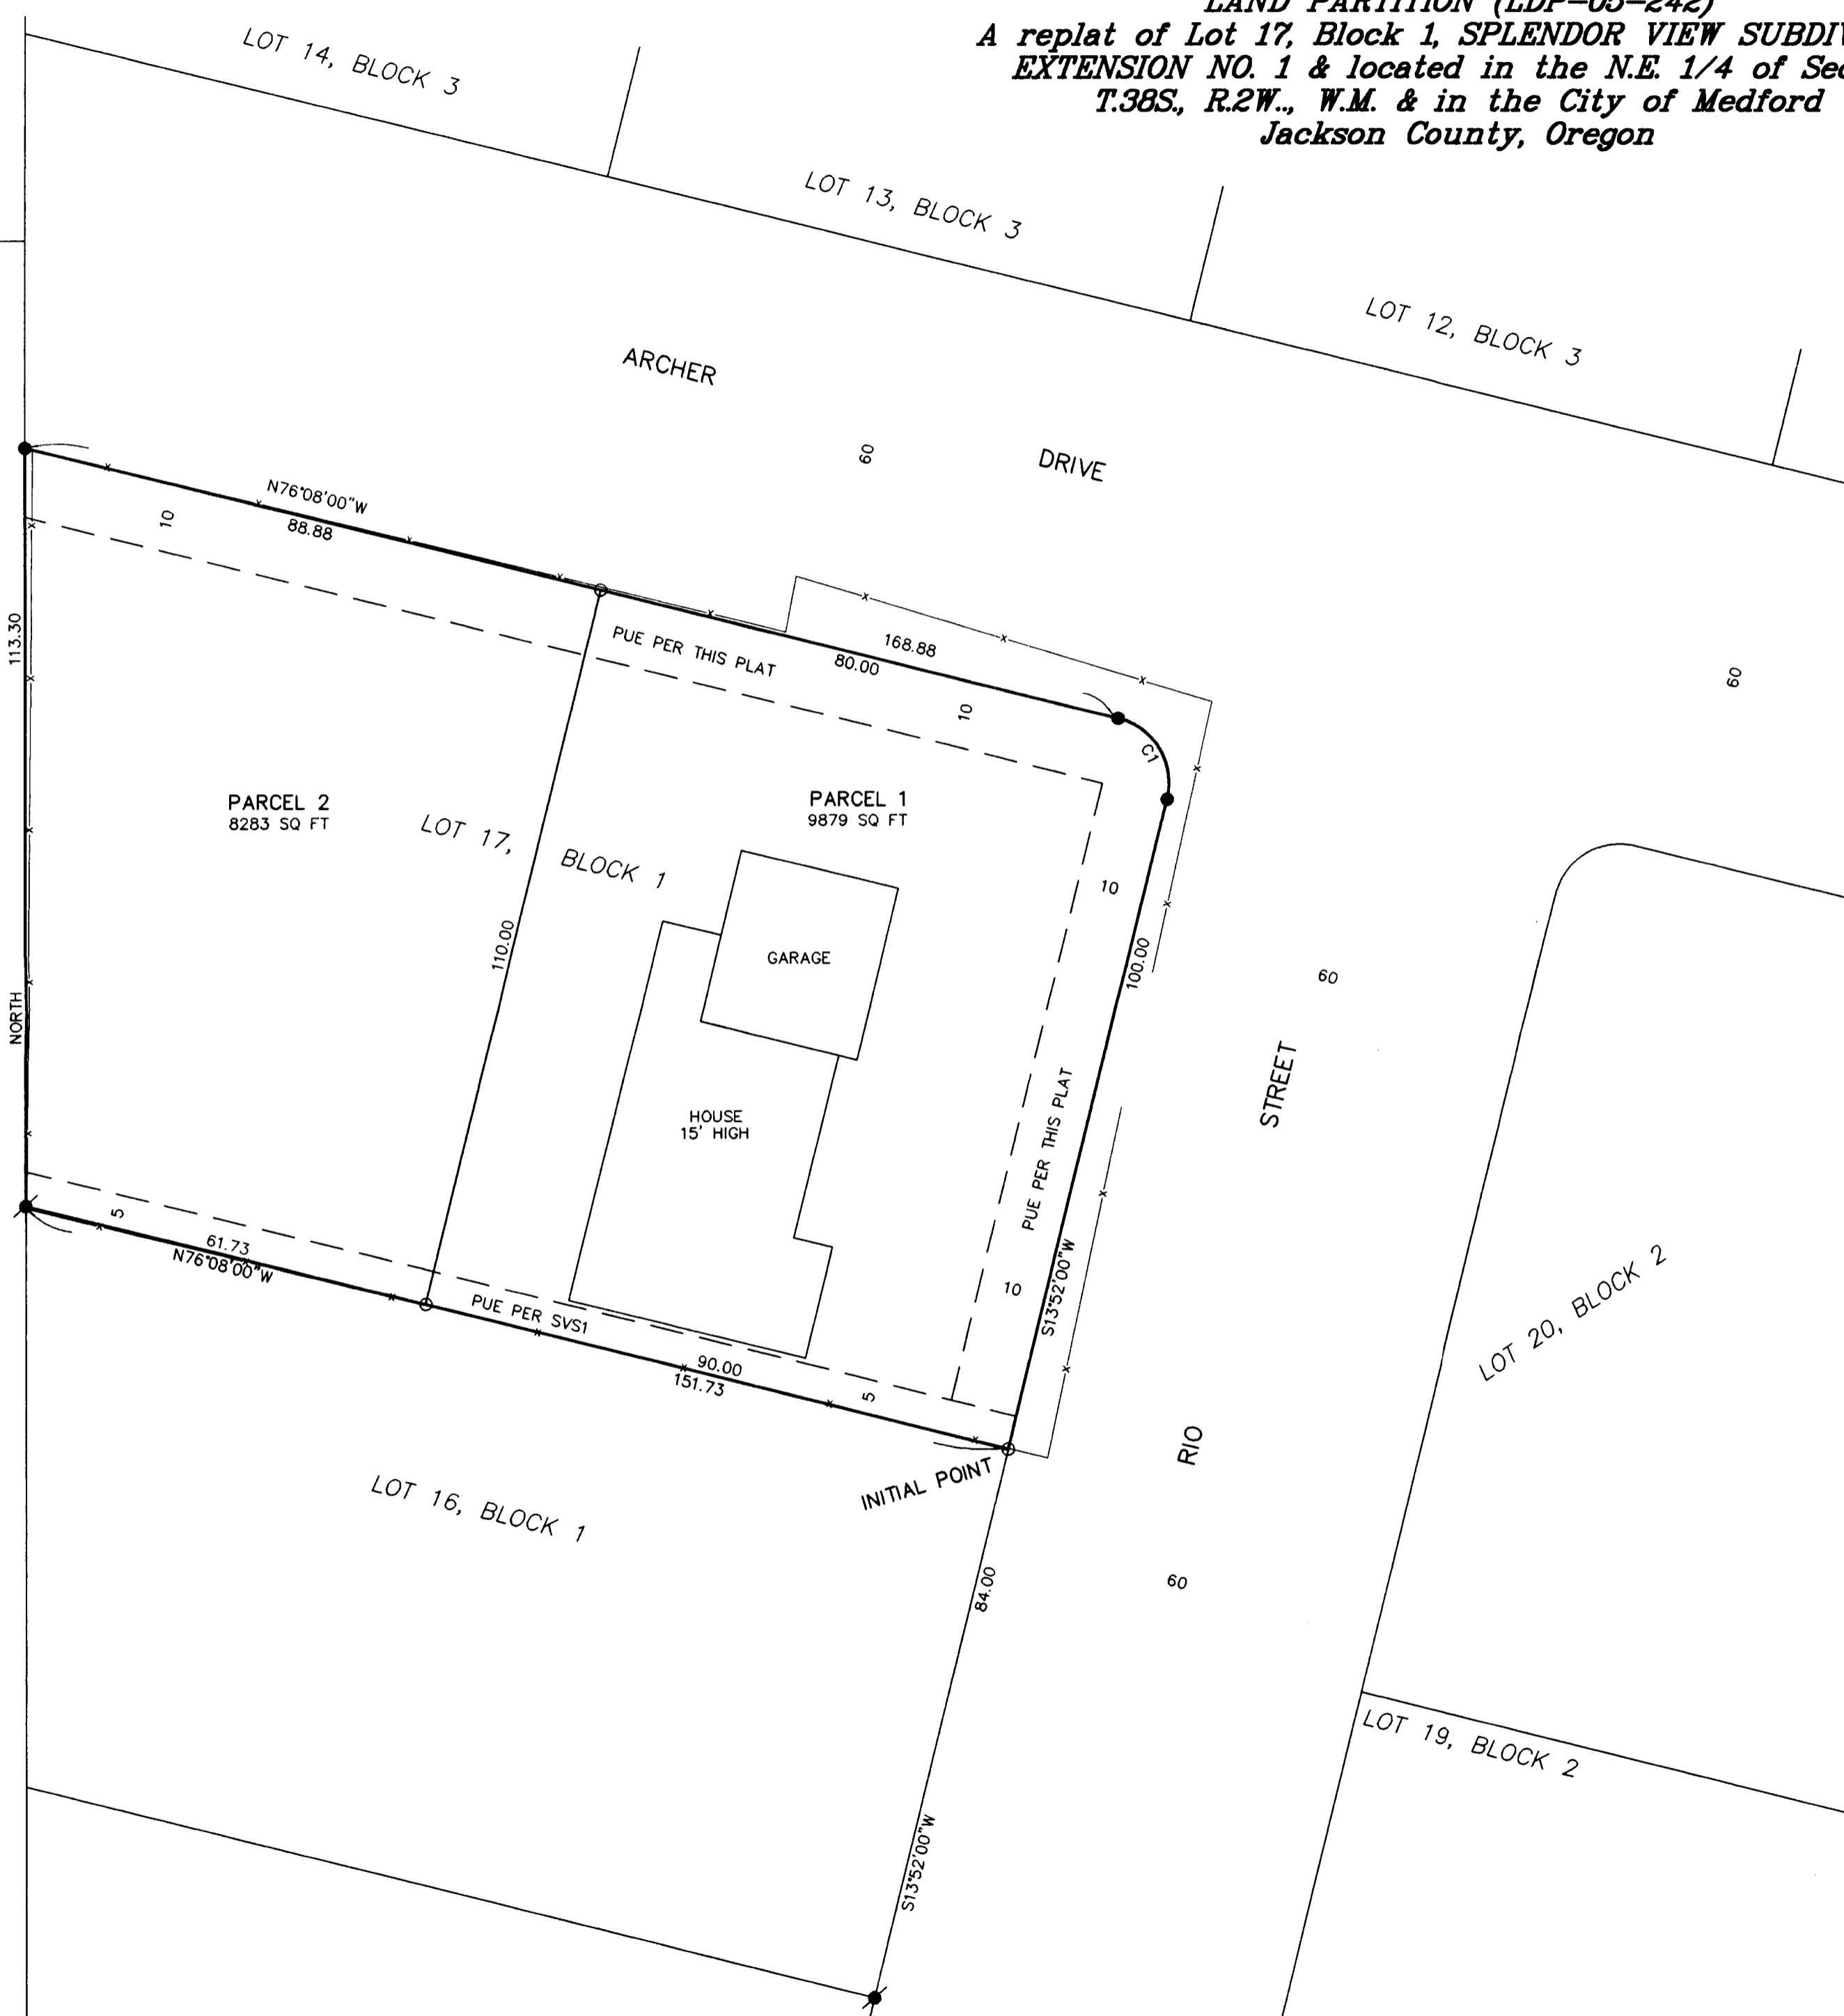 LAND PARTITION (LDP-05-242)
A replat of Lot 17, Block 1, SPLENDOR VIEW SUBDIV
EXTENSION NO. 1 & located in the N.E. 1/4 of Sec
T.38S., R.2W.., W.M. & in the City of Medford
Jackson County, Oregon
LOT 14, BLOCK 3
LOT 13, BLOCK 3
LOT 12, BLOCK 3
ARCHER
DRIVE
60
N76°08'00"W
88.88
10
113.30
NORTH
PUE PER THIS PLAT
168.88
80.00
10
C1
60
PARCEL 2
8283 SQ FT
PARCEL 1
9879 SQ FT
LOT 17,
BLOCK 1
10
110.00
GARAGE
100.00
60
HOUSE
15' HIGH
PUE PER THIS PLAT
STREET
5
61.73
N76°08'00"W
10
S13°52'00"W
PUE PER SVS1
90.00
151.73
5
LOT 20, BLOCK 2
RIO
INITIAL POINT
LOT 16, BLOCK 1
84.00
60
LOT 19, BLOCK 2
S13°52'00"W